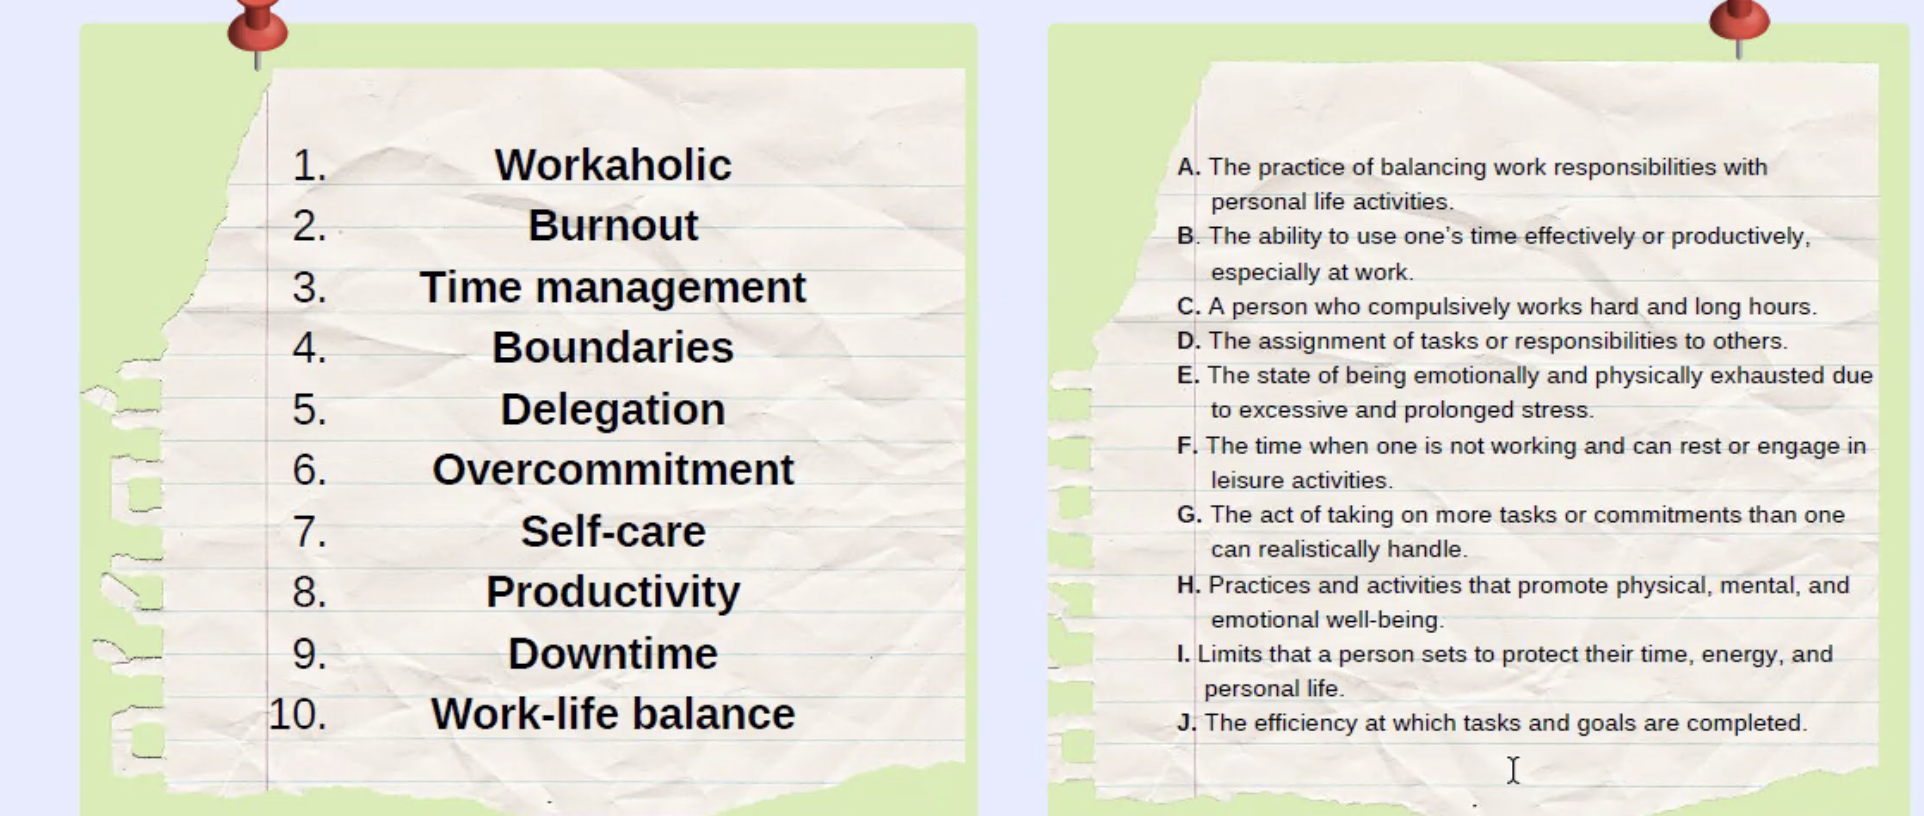 1. Workaholic
2. Burnout
3. Time management
4. Boundaries
5. Delegation
6. Overcommitment
7. Self-care
8. Productivity
9. Downtime
10. Work-life balance
A. The practice of balancing work responsibilities with
personal life activities.
B. The ability to use one’s time effectively or productively,
especially at work.
C. A person who compulsively works hard and long hours.
D. The assignment of tasks or responsibilities to others.
E. The state of being emotionally and physically exhausted due
to excessive and prolonged stress.
F. The time when one is not working and can rest or engage in
leisure activities.
G. The act of taking on more tasks or commitments than one
can realistically handle.
H. Practices and activities that promote physical, mental, and
emotional well-being.
I. Limits that a person sets to protect their time, energy, and
personal life.
J. The efficiency at which tasks and goals are completed.